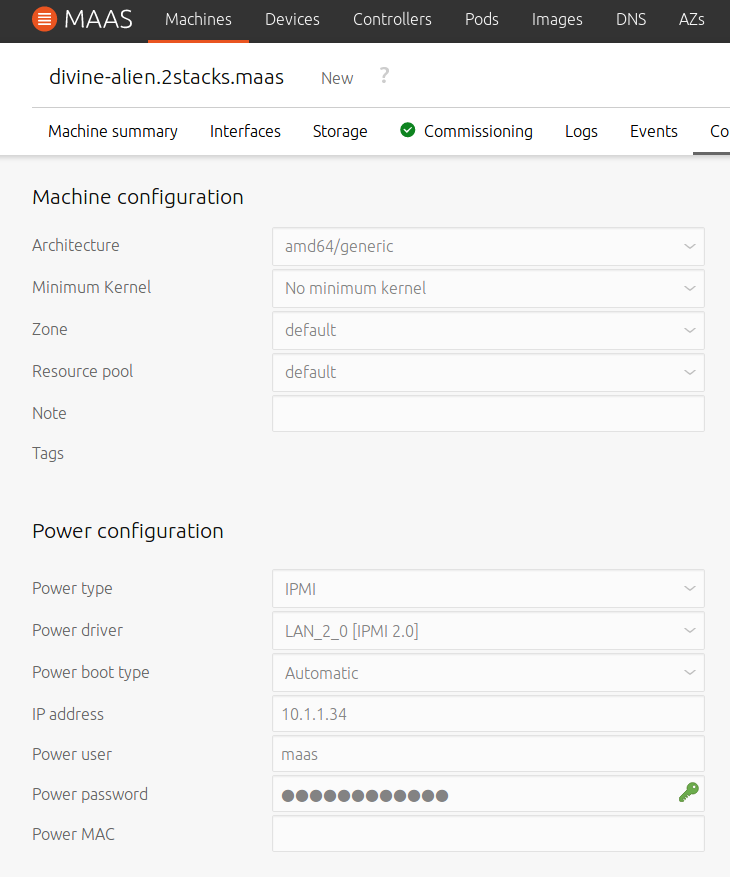 MAAS Machines Devices Controllers Pods Images DNS AZs
divine-alien.2stacks.maas New ?
Machine summary Interfaces Storage Commissioning Logs Events Co
Machine configuration
Architecture amd64/generic
Minimum Kernel No minimum kernel
Zone default
Resource pool default
Note
Tags
Power configuration
Power type IPMI
Power driver LAN_2_0 [IPMI 2.0]
Power boot type Automatic
IP address 10.1.1.34
Power user maas
Power password ●●●●●●●●●●●●
Power MAC